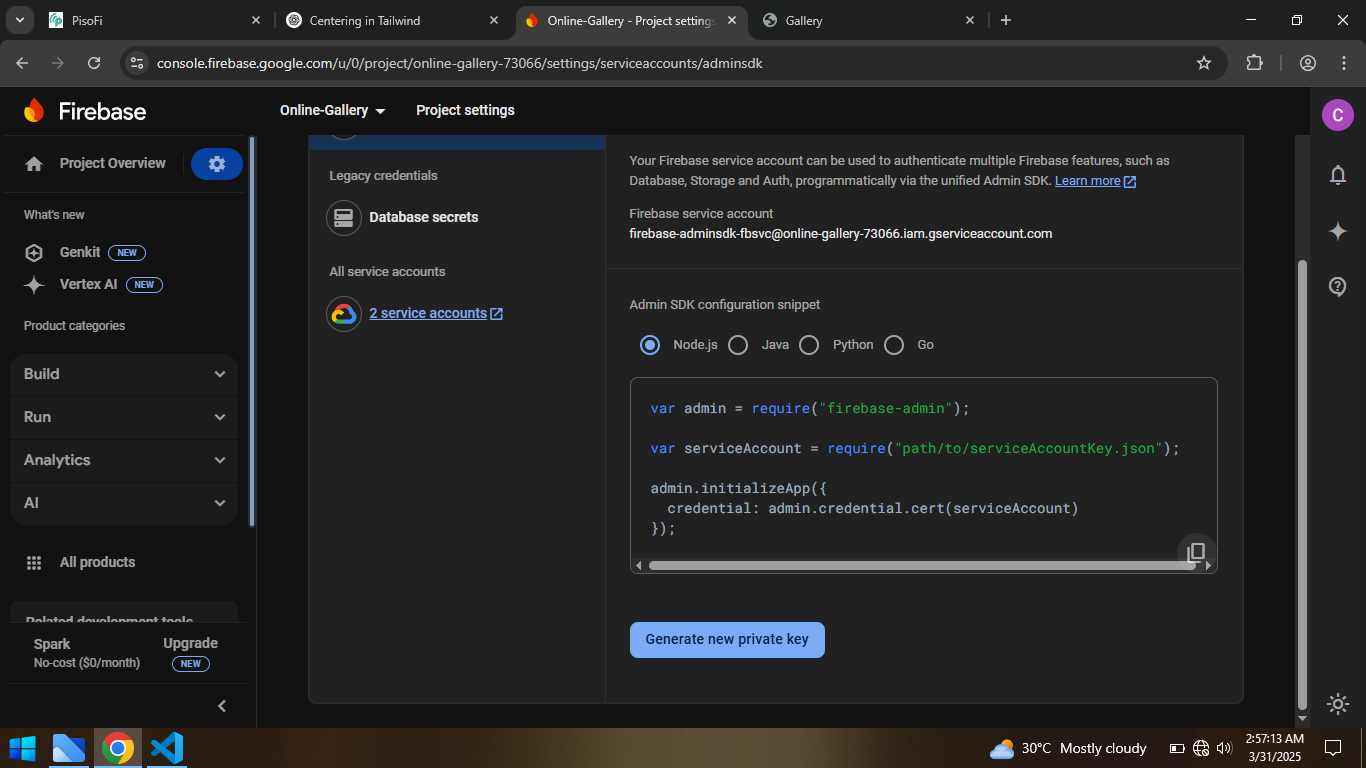 PisoFi
Centering in Tailwind
Online-Gallery - Project settings
Gallery
console.firebase.google.com/u/0/project/online-gallery-73066/settings/serviceaccounts/adminsdk
Firebase
Online-Gallery
Project settings
C
Project Overview
What's new
Genkit NEW
Vertex AI NEW
Product categories
Build
Run
Analytics
AI
All products
Related development tools
Spark
No-cost ($0/month)
Upgrade
NEW
Legacy credentials
Database secrets
All service accounts
2 service accounts
Your Firebase service account can be used to authenticate multiple Firebase features, such as
Database, Storage and Auth, programmatically via the unified Admin SDK. Learn more
Firebase service account
firebase-adminsdk-fbsvc@online-gallery-73066.iam.gserviceaccount.com
Admin SDK configuration snippet
Node.js Java Python Go
var admin = require("firebase-admin");
var serviceAccount = require("path/to/serviceAccountKey.json");
admin.initializeApp({
credential: admin.credential.cert(serviceAccount)
});
Generate new private key
30°C Mostly cloudy
2:57:13 AM
3/31/2025